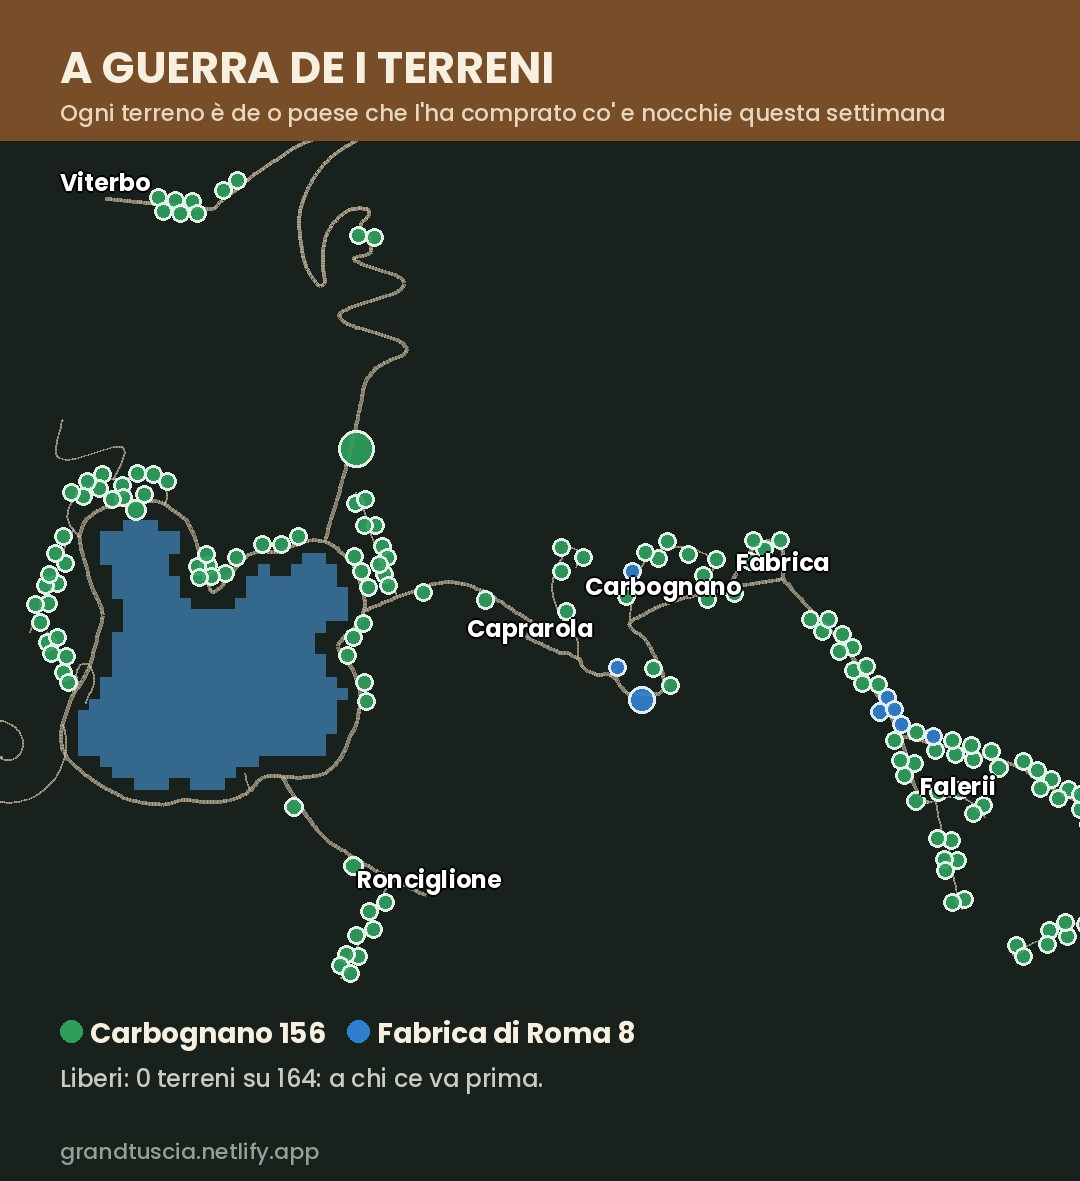 A GUERRA DE I TERRENI
Ogni terreno è de o paese che l'ha comprato co' e nocchie questa settimana
Viterbo
Fabrica
Carbognano
Caprarola
Falerii
Ronciglione
Carbognano 156 Fabrica di Roma 8
Liberi: 0 terreni su 164: a chi ce va prima.
grandtuscia.netlify.app